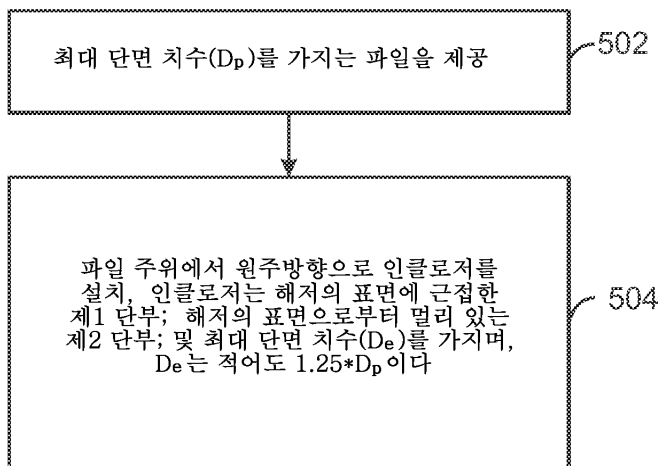 최대 단면 치수(Dp)를 가지는 파일을 제공
502
파일 주위에서 원주방향으로 인클로저를
설치, 인클로저는 해저의 표면에 근접한
제1 단부; 해저의 표면으로부터 멀리 있는
제2 단부; 및 최대 단면 치수(De)를 가지며,
De는 적어도 1.25*Dp이다
504